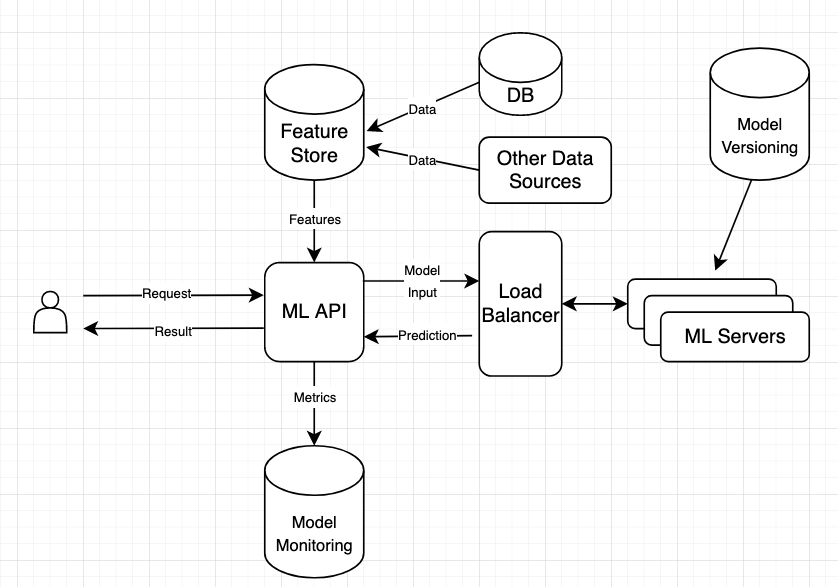 DB
Data
Feature
Store
Model
Versioning
Data
Other Data
Sources
Features
Request
Result
ML API
Model
Input
Prediction
Load
Balancer
ML Servers
Metrics
Model
Monitoring